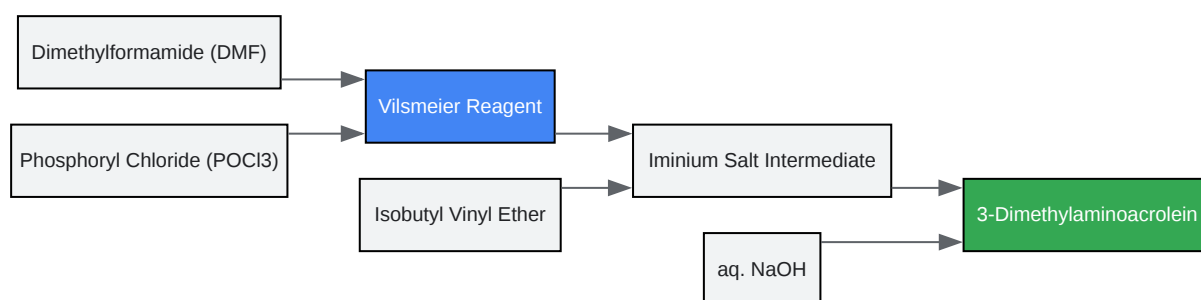 Dimethylformamide (DMF)
Vilsmeier Reagent
Phosphoryl Chloride (POCl3)
Iminium Salt Intermediate
Isobutyl Vinyl Ether
3-Dimethylaminoacrolein
aq. NaOH